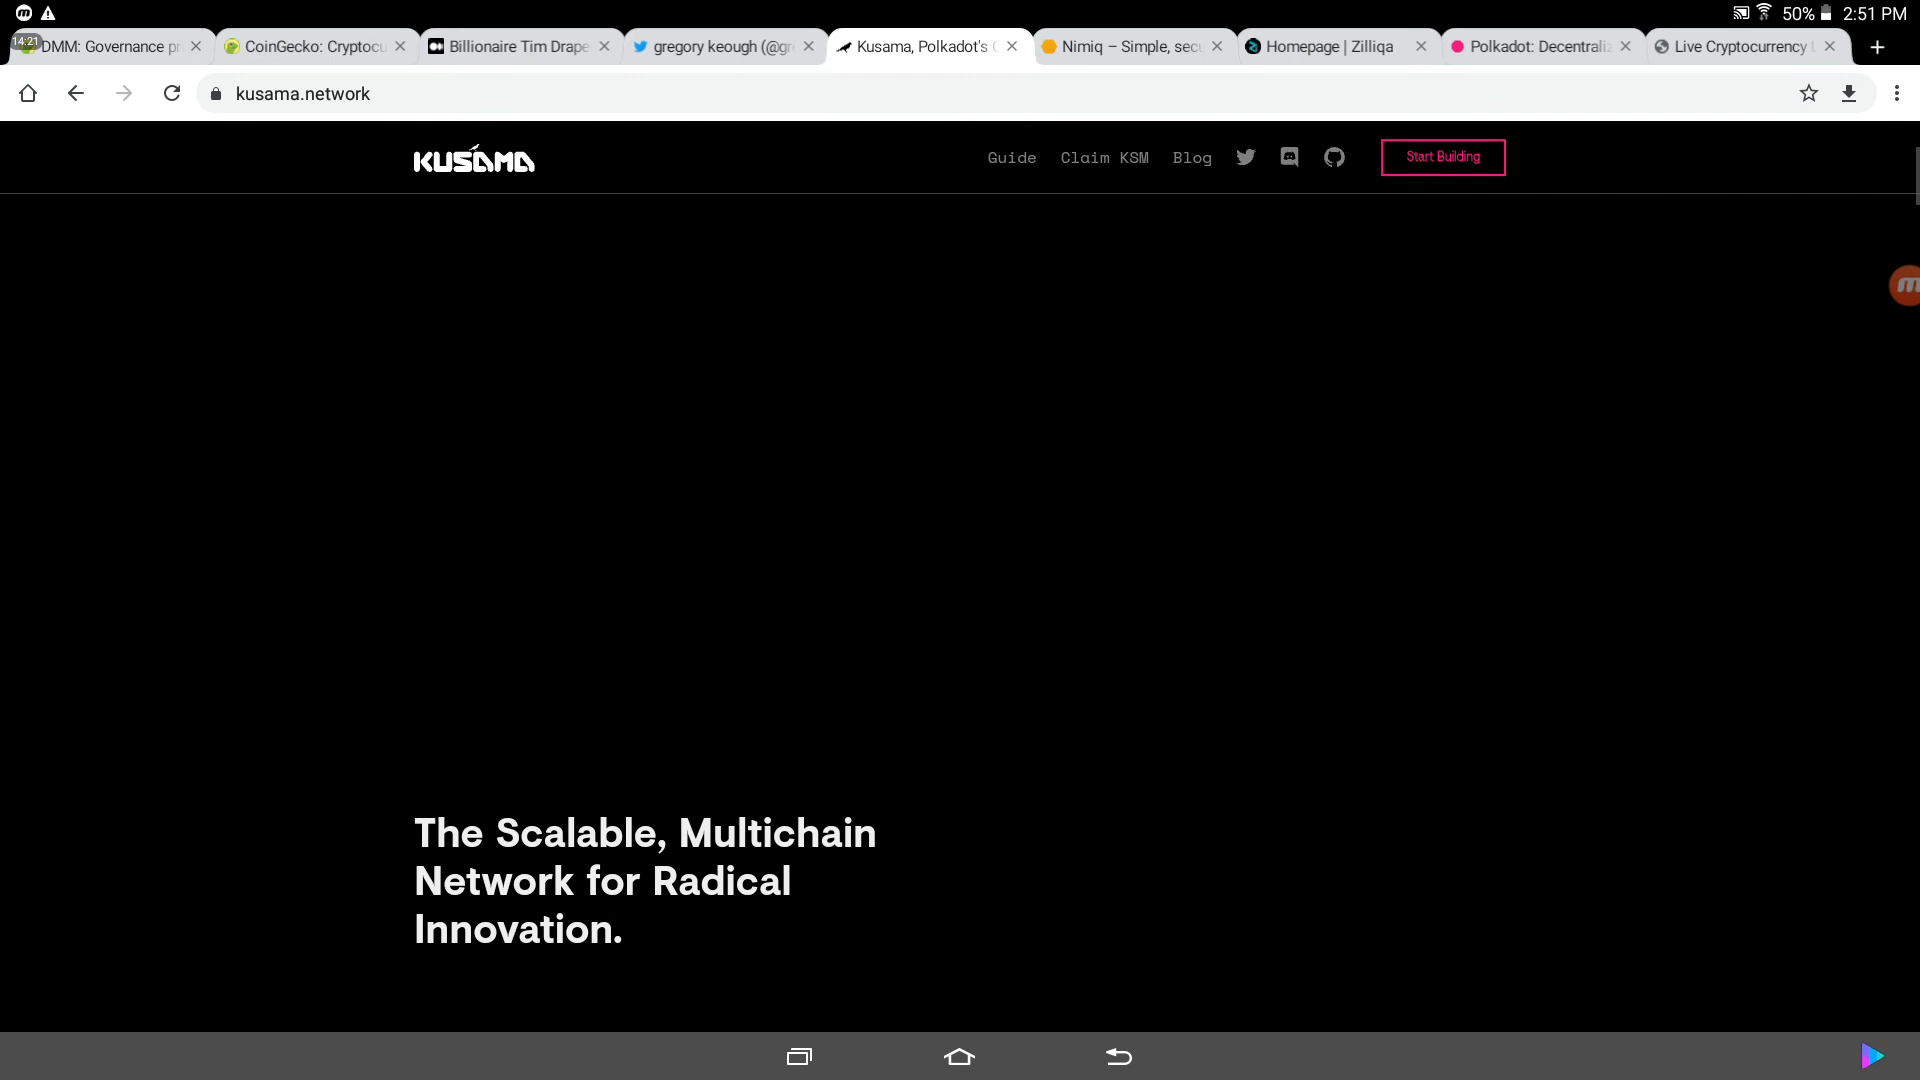 50% 2:51 PM
14:21 DMM: Governance pr CoinGecko: Cryptocu Billionaire Tim Drape gregory keough (@gr Kusama, Polkadot's C Nimiq – Simple, secu Homepage | Zilliqa Polkadot: Decentraliz Live Cryptocurrency
kusama.network
KUSAMA Guide Claim KSM Blog Start Building
The Scalable, Multichain
Network for Radical
Innovation.